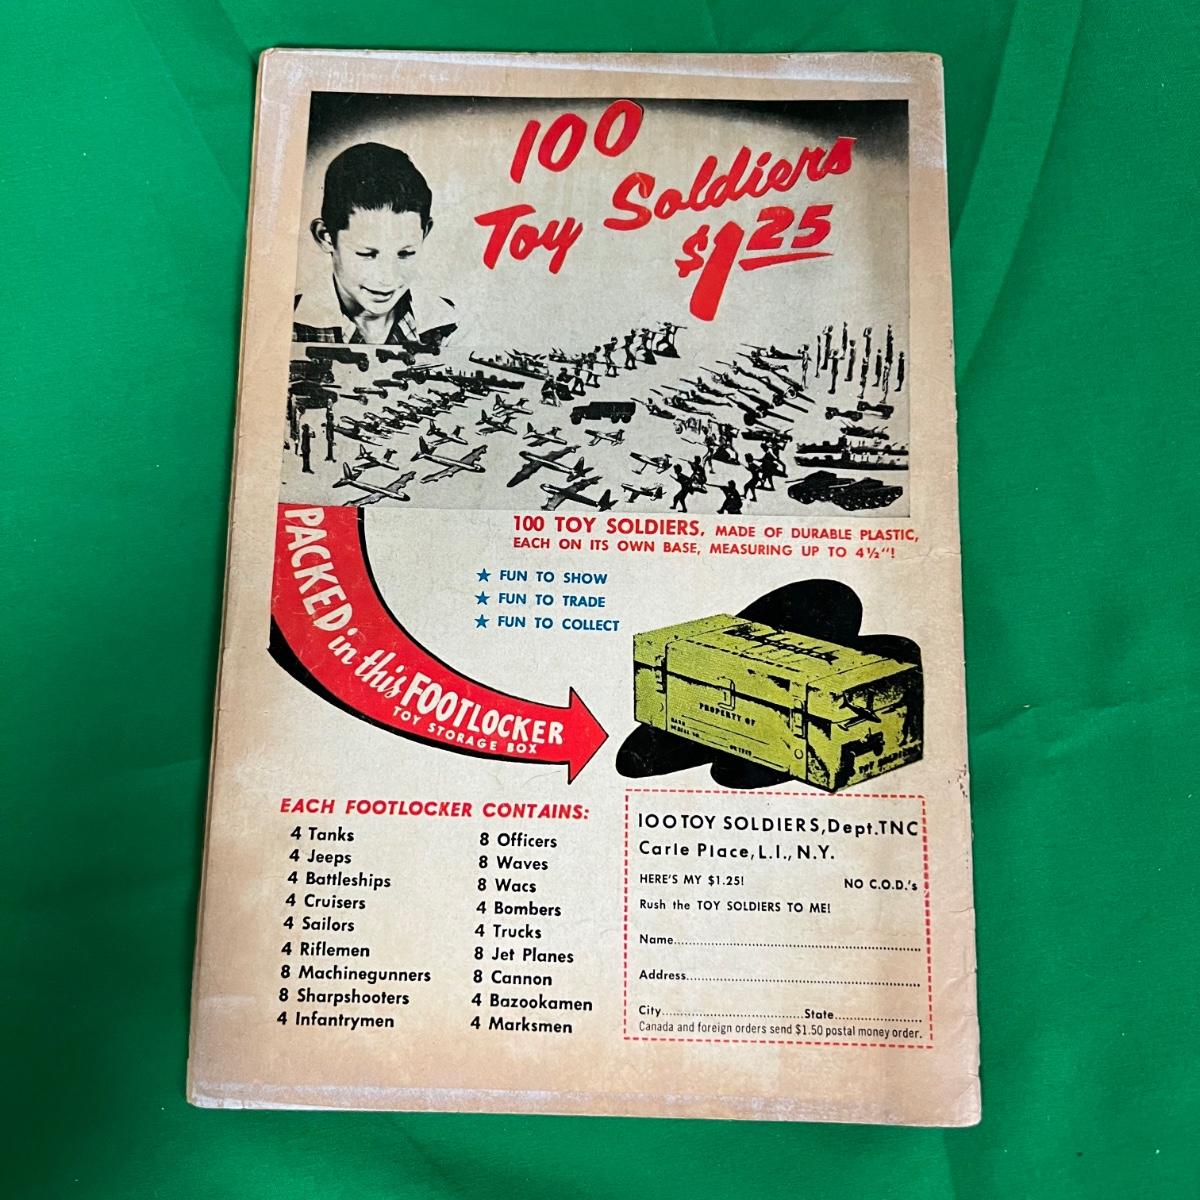 100
Toy Soldiers
$1.25
100 TOY SOLDIERS, MADE OF DURABLE PLASTIC,
EACH ON ITS OWN BASE, MEASURING UP TO 4½"!
★ FUN TO SHOW
★ FUN TO TRADE
★ FUN TO COLLECT
PACKED in this FOOTLOCKER
TOY STORAGE BOX
PROPERTY OF
TOY SOLDIERS
EACH FOOTLOCKER CONTAINS:
4 Tanks
4 Jeeps
4 Battleships
4 Cruisers
4 Sailors
4 Riflemen
8 Machinegunners
8 Sharpshooters
4 Infantrymen
8 Officers
8 Waves
8 Wacs
4 Bombers
4 Trucks
8 Jet Planes
8 Cannon
4 Bazookamen
4 Marksmen
100 TOY SOLDIERS, Dept. TNC
Carle Place, L.I., N.Y.
HERE'S MY $1.25! NO C.O.D.'s
Rush the TOY SOLDIERS TO ME!
Name
Address
City State
Canada and foreign orders send $1.50 postal money order.